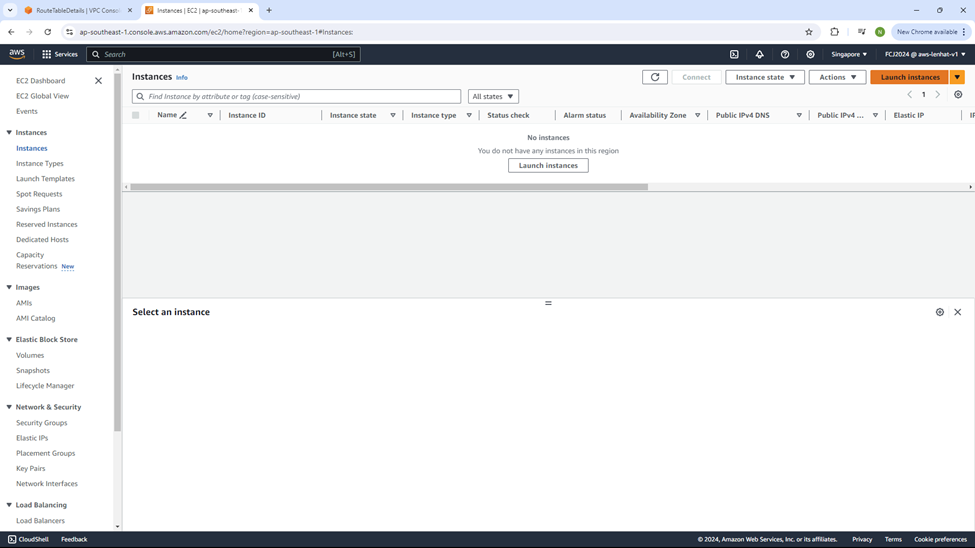 RouteTableDetails | VPC Consol
Instances | EC2 | ap-southeast-
ap-southeast-1.console.aws.amazon.com/ec2/home?region=ap-southeast-1#Instances:
N
New Chrome available
aws
Services
Search
[Alt+S]
Singapore
FCJ2024 @ aws-lenhat-v1
EC2 Dashboard
EC2 Global View
Events
Instances
Instances
Instance Types
Launch Templates
Spot Requests
Savings Plans
Reserved Instances
Dedicated Hosts
Capacity
Reservations New
Images
AMIs
AMI Catalog
Elastic Block Store
Volumes
Snapshots
Lifecycle Manager
Network & Security
Security Groups
Elastic IPs
Placement Groups
Key Pairs
Network Interfaces
Load Balancing
Load Balancers
Instances Info
Connect
Instance state
Actions
Launch instances
Find Instance by attribute or tag (case-sensitive)
All states
1
Name
Instance ID
Instance state
Instance type
Status check
Alarm status
Availability Zone
Public IPv4 DNS
Public IPv4 ...
Elastic IP
No instances
You do not have any instances in this region
Launch instances
Select an instance
CloudShell
Feedback
© 2024, Amazon Web Services, Inc. or its affiliates.
Privacy
Terms
Cookie preferences